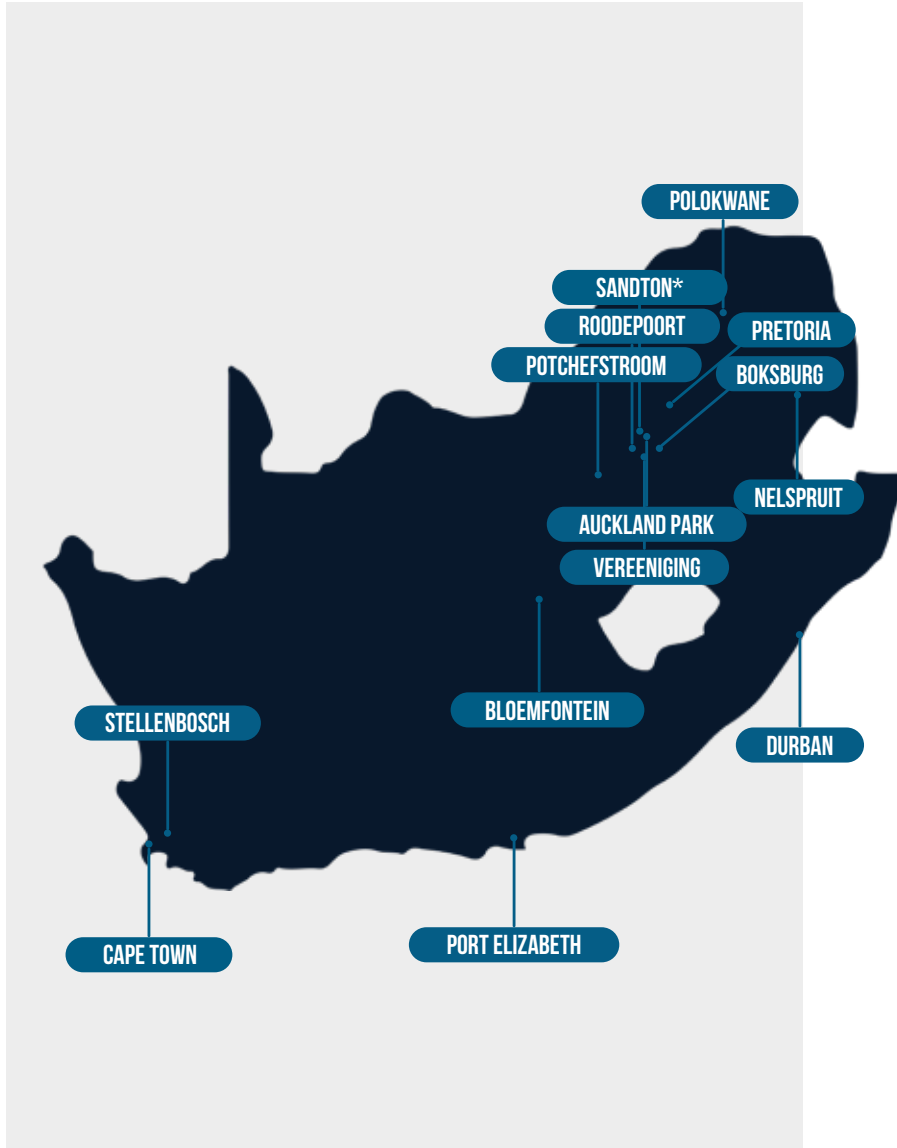 POLOKWANE
SANDTON*
ROODEPOORT
PRETORIA
POTCHEFSTROOM
BOKSBURG
NELSPRUIT
AUCKLAND PARK
VEREENIGING
BLOEMFONTEIN
STELLENBOSCH
DURBAN
PORT ELIZABETH
CAPE TOWN